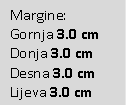 Margine:
Gornja 3.0 cm
Donja 3.0 cm
Desna 3.0 cm
Lijeva 3.0 cm